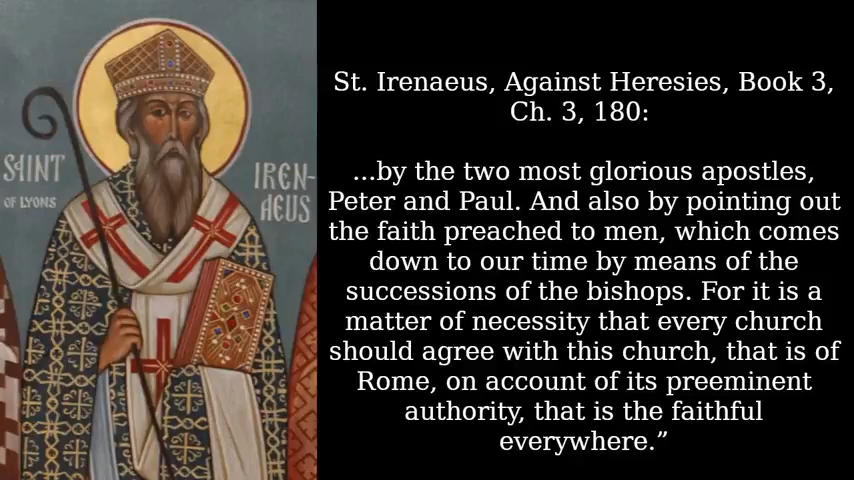 SAINT
OF LYONS
IREN-
AEUS
St. Irenaeus, Against Heresies, Book 3,
Ch. 3, 180:
...by the two most glorious apostles,
Peter and Paul. And also by pointing out
the faith preached to men, which comes
down to our time by means of the
successions of the bishops. For it is a
matter of necessity that every church
should agree with this church, that is of
Rome, on account of its preeminent
authority, that is the faithful
everywhere.”